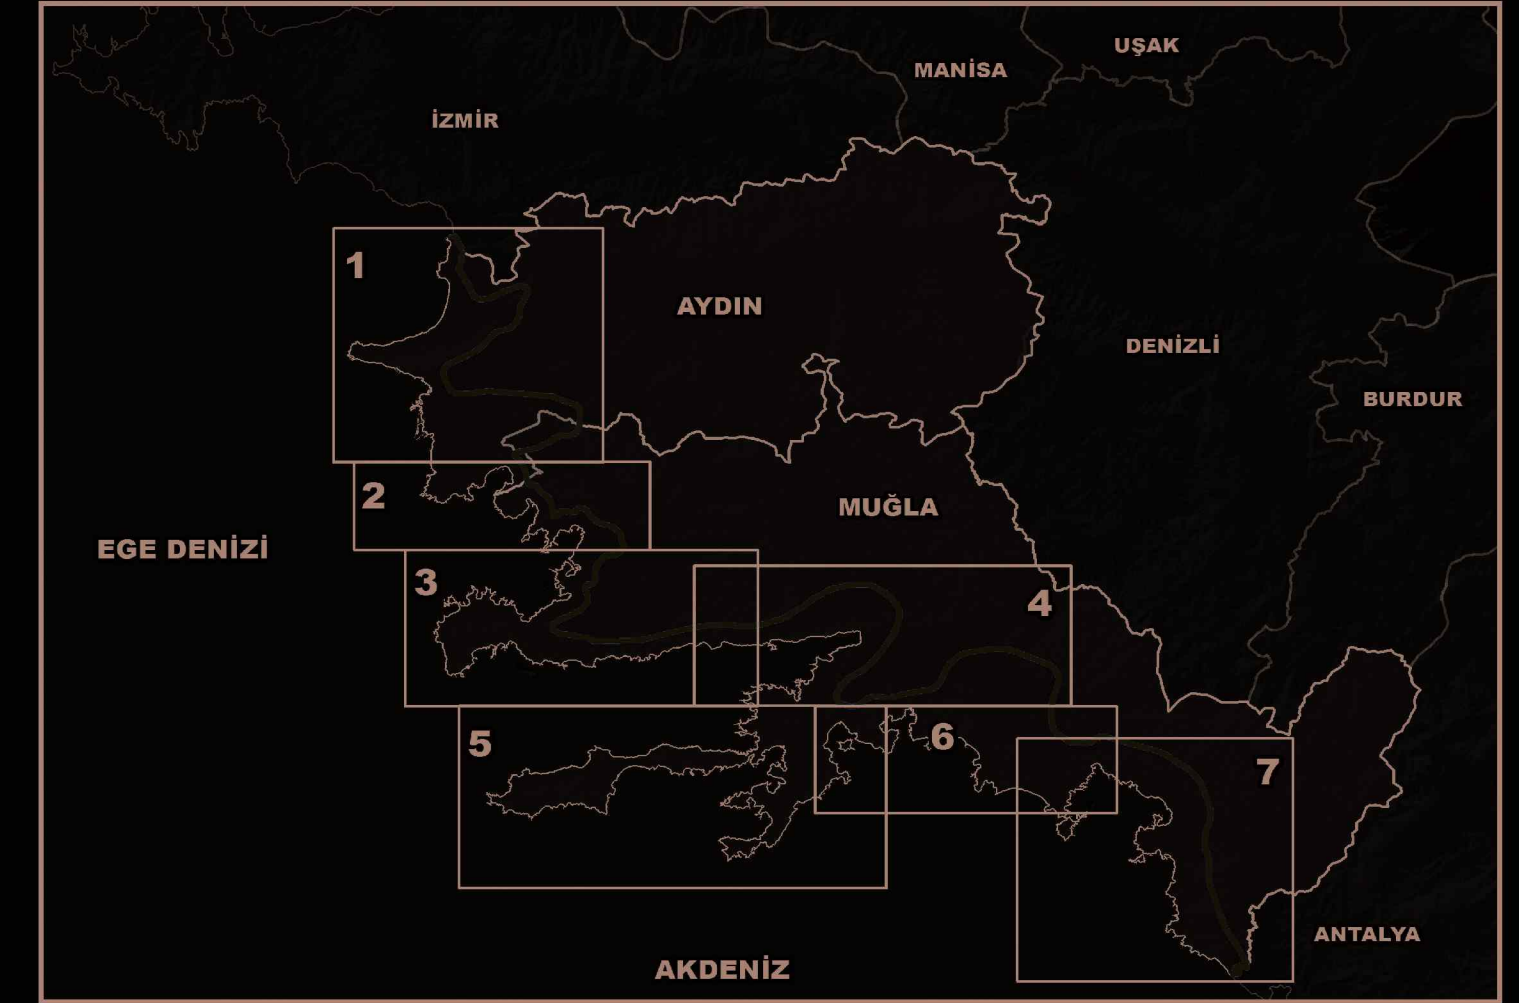 UŞAK
MANİSA
İZMİR
1
AYDIN
DENİZLİ
BURDUR
2
MUĞLA
EGE DENİZİ
3
4
5
6
7
ANTALYA
AKDENİZ